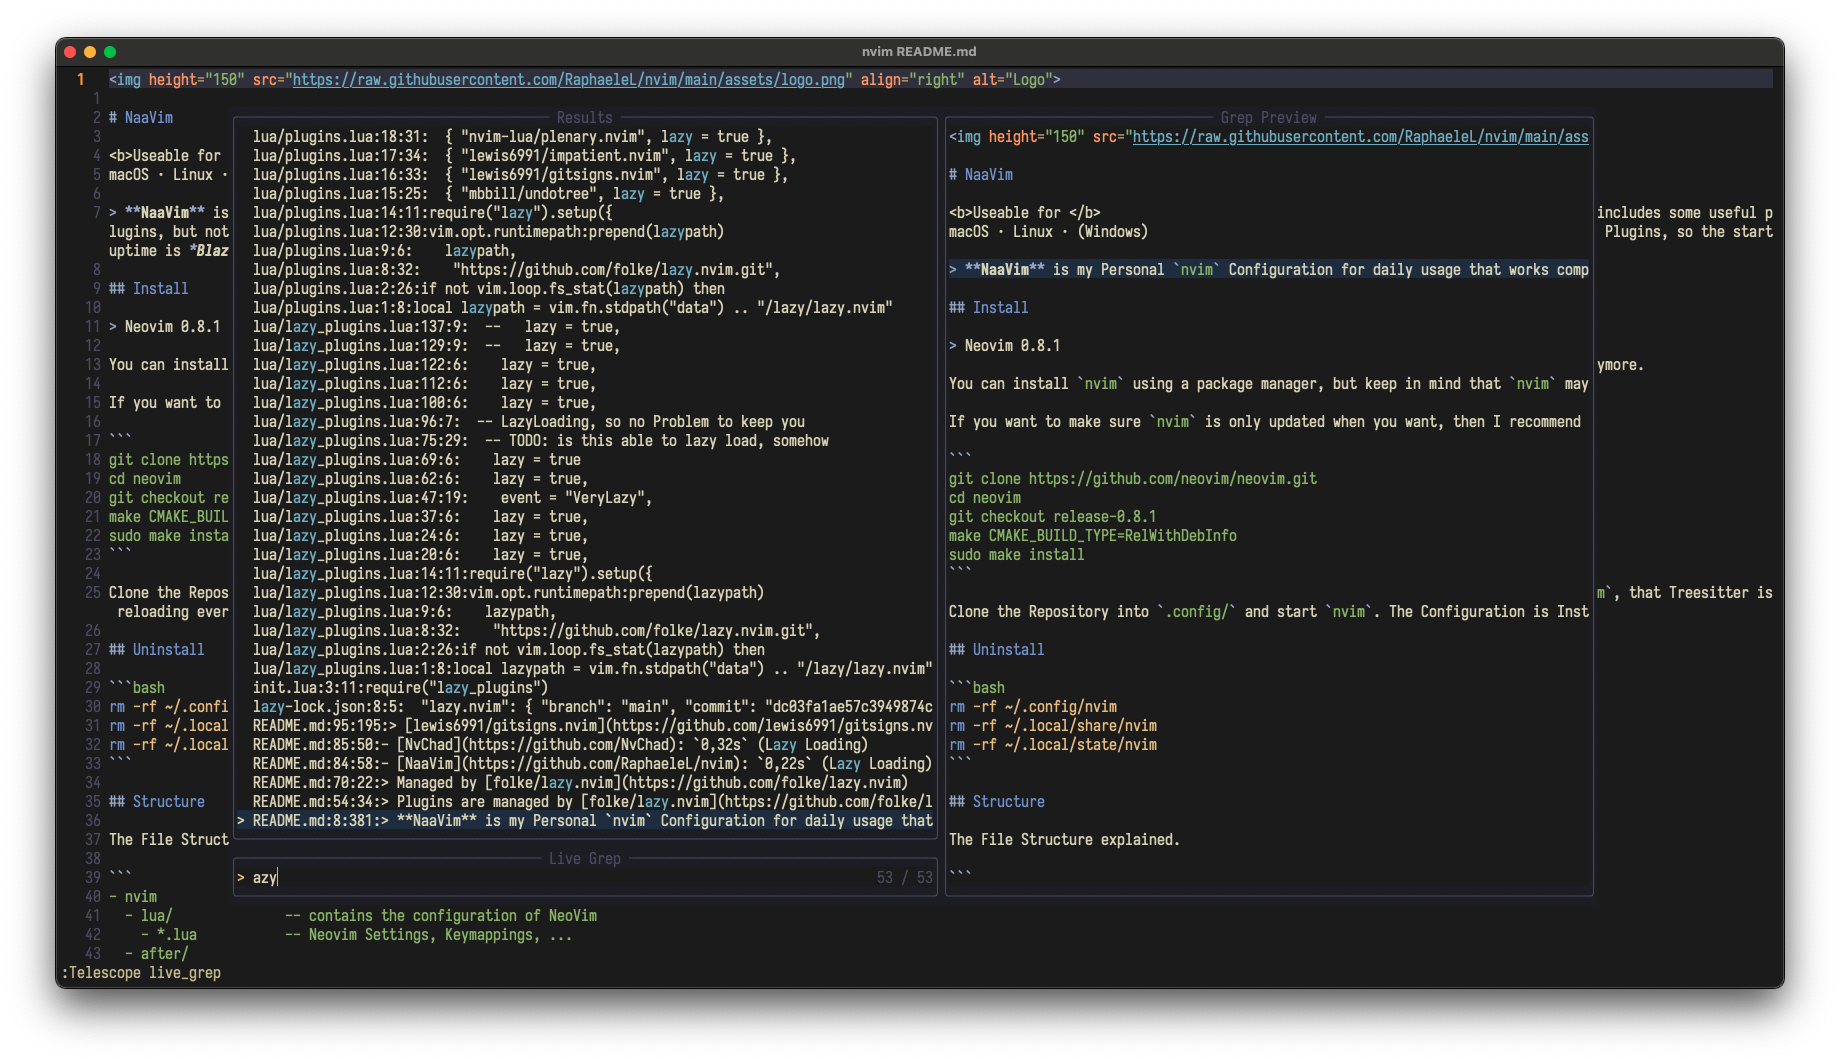 nvim README.md
1 <img height="150" src="https://raw.githubusercontent.com/RaphaeleL/nvim/main/assets/logo.png" align="right" alt="Logo">
1
2 # NaaVim
3
4 <b>Useable for
5 macOS · Linux ·
6
7 > **NaaVim** is
lugins, but not
uptime is *Blaz
8
9 ## Install
10
11 > Neovim 0.8.1
12
13 You can install
14
15 If you want to
16
17 ```
18 git clone https
19 cd neovim
20 git checkout re
21 make CMAKE_BUIL
22 sudo make insta
23 ```
24
25 Clone the Repos
reloading ever
26
27 ## Uninstall
28
29 ```bash
30 rm -rf ~/.confi
31 rm -rf ~/.local
32 rm -rf ~/.local
33 ```
34
35 ## Structure
36
37 The File Struct
38
39 ```
40 - nvim
41 - lua/ -- contains the configuration of NeoVim
42 - *.lua -- Neovim Settings, Keymappings, ...
43 - after/
Results
lua/plugins.lua:18:31: { "nvim-lua/plenary.nvim", lazy = true },
lua/plugins.lua:17:34: { "lewis6991/impatient.nvim", lazy = true },
lua/plugins.lua:16:33: { "lewis6991/gitsigns.nvim", lazy = true },
lua/plugins.lua:15:25: { "mbbill/undotree", lazy = true },
lua/plugins.lua:14:11:require("lazy").setup({
lua/plugins.lua:12:30:vim.opt.runtimepath:prepend(lazypath)
lua/plugins.lua:9:6: lazypath,
lua/plugins.lua:8:32: "https://github.com/folke/lazy.nvim.git",
lua/plugins.lua:2:26:if not vim.loop.fs_stat(lazypath) then
lua/plugins.lua:1:8:local lazypath = vim.fn.stdpath("data") .. "/lazy/lazy.nvim"
lua/lazy_plugins.lua:137:9: -- lazy = true,
lua/lazy_plugins.lua:129:9: -- lazy = true,
lua/lazy_plugins.lua:122:6: lazy = true,
lua/lazy_plugins.lua:112:6: lazy = true,
lua/lazy_plugins.lua:100:6: lazy = true,
lua/lazy_plugins.lua:96:7: -- LazyLoading, so no Problem to keep you
lua/lazy_plugins.lua:75:29: -- TODO: is this able to lazy load, somehow
lua/lazy_plugins.lua:69:6: lazy = true
lua/lazy_plugins.lua:62:6: lazy = true,
lua/lazy_plugins.lua:47:19: event = "VeryLazy",
lua/lazy_plugins.lua:37:6: lazy = true,
lua/lazy_plugins.lua:24:6: lazy = true,
lua/lazy_plugins.lua:20:6: lazy = true,
lua/lazy_plugins.lua:14:11:require("lazy").setup({
lua/lazy_plugins.lua:12:30:vim.opt.runtimepath:prepend(lazypath)
lua/lazy_plugins.lua:9:6: lazypath,
lua/lazy_plugins.lua:8:32: "https://github.com/folke/lazy.nvim.git",
lua/lazy_plugins.lua:2:26:if not vim.loop.fs_stat(lazypath) then
lua/lazy_plugins.lua:1:8:local lazypath = vim.fn.stdpath("data") .. "/lazy/lazy.nvim"
init.lua:3:11:require("lazy_plugins")
lazy-lock.json:8:5: "lazy.nvim": { "branch": "main", "commit": "dc03fa1ae57c3949874c
README.md:95:195:> [lewis6991/gitsigns.nvim](https://github.com/lewis6991/gitsigns.nv
README.md:85:50:- [NvChad](https://github.com/NvChad): `0,32s` (Lazy Loading)
README.md:84:58:- [NaaVim](https://github.com/RaphaeleL/nvim): `0,22s` (Lazy Loading)
README.md:70:22:> Managed by [folke/lazy.nvim](https://github.com/folke/lazy.nvim)
README.md:54:34:> Plugins are managed by [folke/lazy.nvim](https://github.com/folke/l
> README.md:8:381:> **NaaVim** is my Personal `nvim` Configuration for daily usage that
Live Grep
> azy 53 / 53
Grep Preview
<img height="150" src="https://raw.githubusercontent.com/RaphaeleL/nvim/main/ass
# NaaVim
<b>Useable for </b>
macOS · Linux · (Windows)
> **NaaVim** is my Personal `nvim` Configuration for daily usage that works comp
## Install
> Neovim 0.8.1
You can install `nvim` using a package manager, but keep in mind that `nvim` may
If you want to make sure `nvim` is only updated when you want, then I recommend
```
git clone https://github.com/neovim/neovim.git
cd neovim
git checkout release-0.8.1
make CMAKE_BUILD_TYPE=RelWithDebInfo
sudo make install
```
Clone the Repository into `.config/` and start `nvim`. The Configuration is Inst
## Uninstall
```bash
rm -rf ~/.config/nvim
rm -rf ~/.local/share/nvim
rm -rf ~/.local/state/nvim
```
## Structure
The File Structure explained.
```
includes some useful p
Plugins, so the start
ymore.
m`, that Treesitter is
:Telescope live_grep